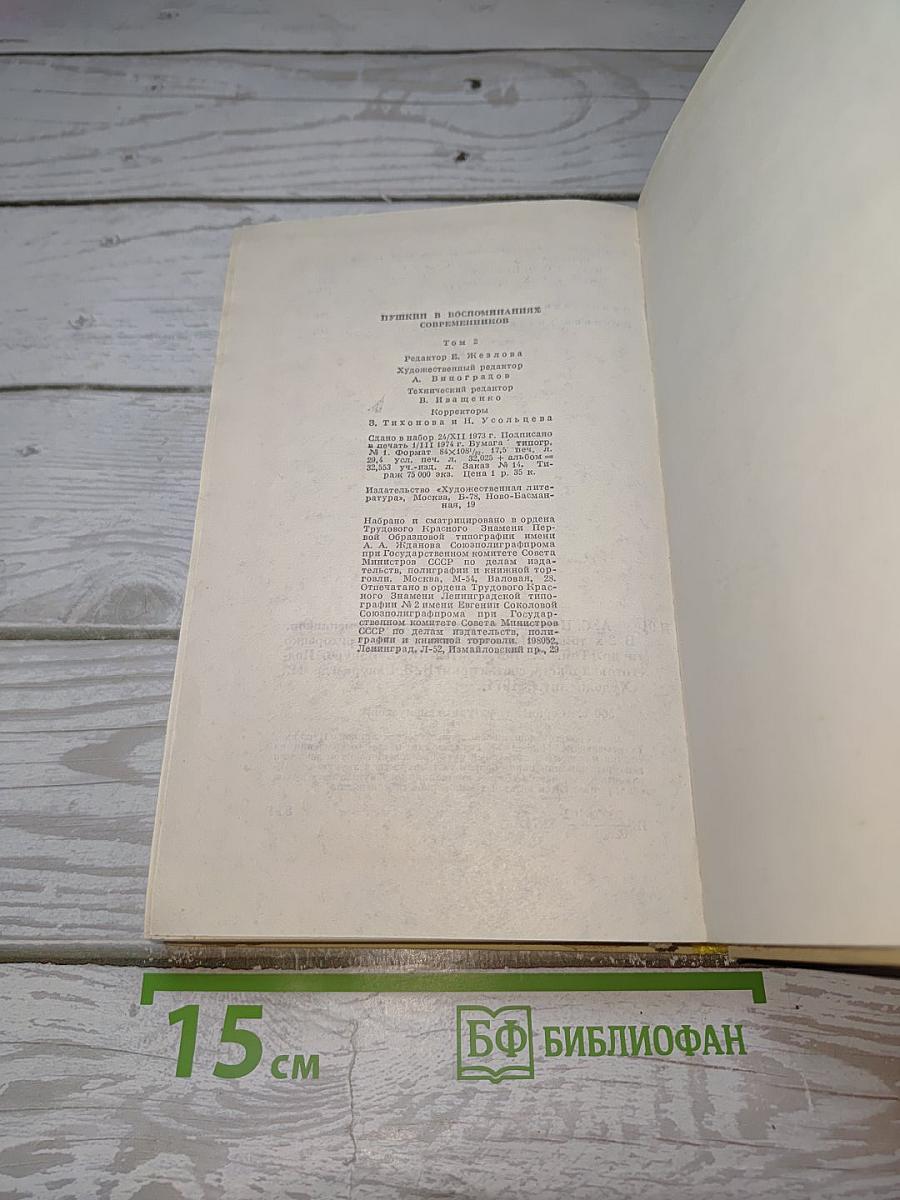 ПУШКИН В ВОСПОМИНАНИЯХ
СОВРЕМЕННИКОВ
Том 2
Редактор Е. Жезлова
Художественный редактор
А. Виноградов
Технический редактор
В. Иващенко
Корректоры
З. Тихонова и Н. Усольцева
Сдано в набор 24/XII 1973 г. Подписано
в печать 1/III 1974 г. Бумага типогр.
№ 1. Формат 84×108¹/₃₂. 17,5 печ. л.
29,4 усл. печ. л. 32,025 + альбом =
32,553 уч.-изд. л. Заказ № 14. Ти-
раж 75 000 экз. Цена 1 р. 35 к.
Издательство «Художественная лите-
ратура», Москва, Б-78, Ново-Басман-
ная, 19
Набрано и сматрицировано в ордена
Трудового Красного Знамени Пер-
вой Образцовой типографии имени
А. А. Жданова Союзполиграфпрома
при Государственном комитете Совета
Министров СССР по делам изда-
тельств, полиграфии и книжной тор-
говли. Москва, М-54, Валовая, 28.
Отпечатано в ордена Трудового Крас-
ного Знамени Ленинградской типо-
графии № 2 имени Евгении Соколовой
Союзполиграфпрома при Государ-
ственном комитете Совета Министров
СССР по делам издательств, поли-
графии и книжной торговли. 198052,
Ленинград, Л-52, Измайловский пр., 29
15 см
БФ БИБЛИОФАН